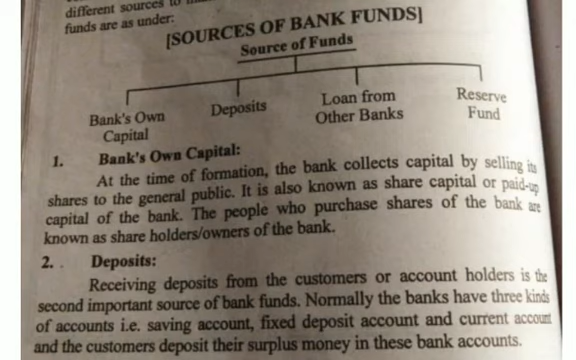 different sources to
funds are as under:
[SOURCES OF BANK FUNDS]
Source of Funds
Bank's Own Capital
Deposits
Loan from Other Banks
Reserve Fund
1. Bank's Own Capital:
At the time of formation, the bank collects capital by selling its
shares to the general public. It is also known as share capital or paid-up
capital of the bank. The people who purchase shares of the bank are
known as share holders/owners of the bank.
2. . Deposits:
Receiving deposits from the customers or account holders is the
second important source of bank funds. Normally the banks have three kinds
of accounts i.e. saving account, fixed deposit account and current account
and the customers deposit their surplus money in these bank accounts.